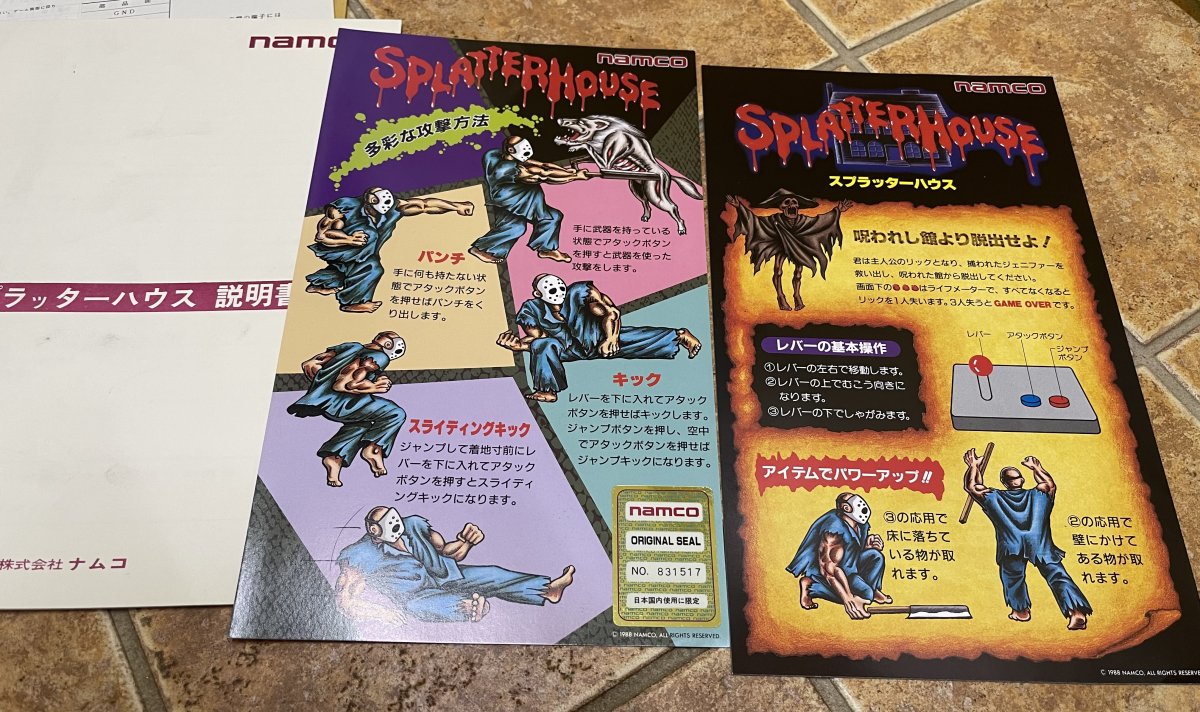 部品面
GND
namc
プラッターハウス 説明書
株式会社 ナムコ
namco
SPLATTERHOUSE
多彩な攻撃方法
パンチ
手に何も持たない状
態でアタックボタン
を押せばパンチをく
り出します。
手に武器を持っている
状態でアタックボタン
を押すと武器を使った
攻撃をします。
キック
レバーを下に入れてアタック
ボタンを押せばキックします。
ジャンプボタンを押し、空中
でアタックボタンを押せば
ジャンプキックになります。
スライディングキック
ジャンプして着地寸前にレ
バーを下に入れてアタック
ボタンを押すとスライディ
ングキックになります。
namco
ORIGINAL SEAL
NO. 831517
日本国内使用に限定
© 1988 NAMCO, ALL RIGHTS RESERVED.
namco
SPLATTERHOUSE
スプラッターハウス
呪われし館より脱出せよ!
君は主人公のリックとなり、捕われたジェニファーを
救い出し、呪われた館から脱出してください。
画面下の●●●はライフメーターで、すべてなくなると
リックを1人失います。3人失うとGAME OVERです。
レバーの基本操作
①レバーの左右で移動します。
②レバーの上でむこう向きに
なります。
③レバーの下でしゃがみます。
レバー
アタックボタン
ジャンプ
ボタン
アイテムでパワーアップ!!
③の応用で
床に落ちて
いる物が取
れます。
②の応用で
壁にかけて
ある物が取
れます。
© 1988 NAMCO, ALL RIGHTS RESERVE